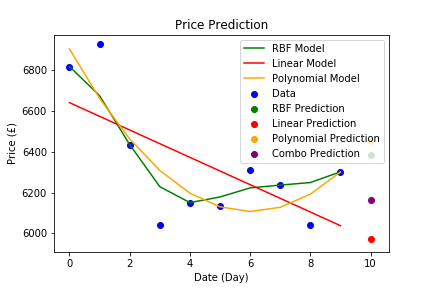 Price Prediction
RBF Model
Linear Model
Polynomial Model
Data
RBF Prediction
Linear Prediction
Polynomial Prediction
Combo Prediction
Price (£)
6800
6600
6400
6200
6000
0 2 4 6 8 10
Date (Day)